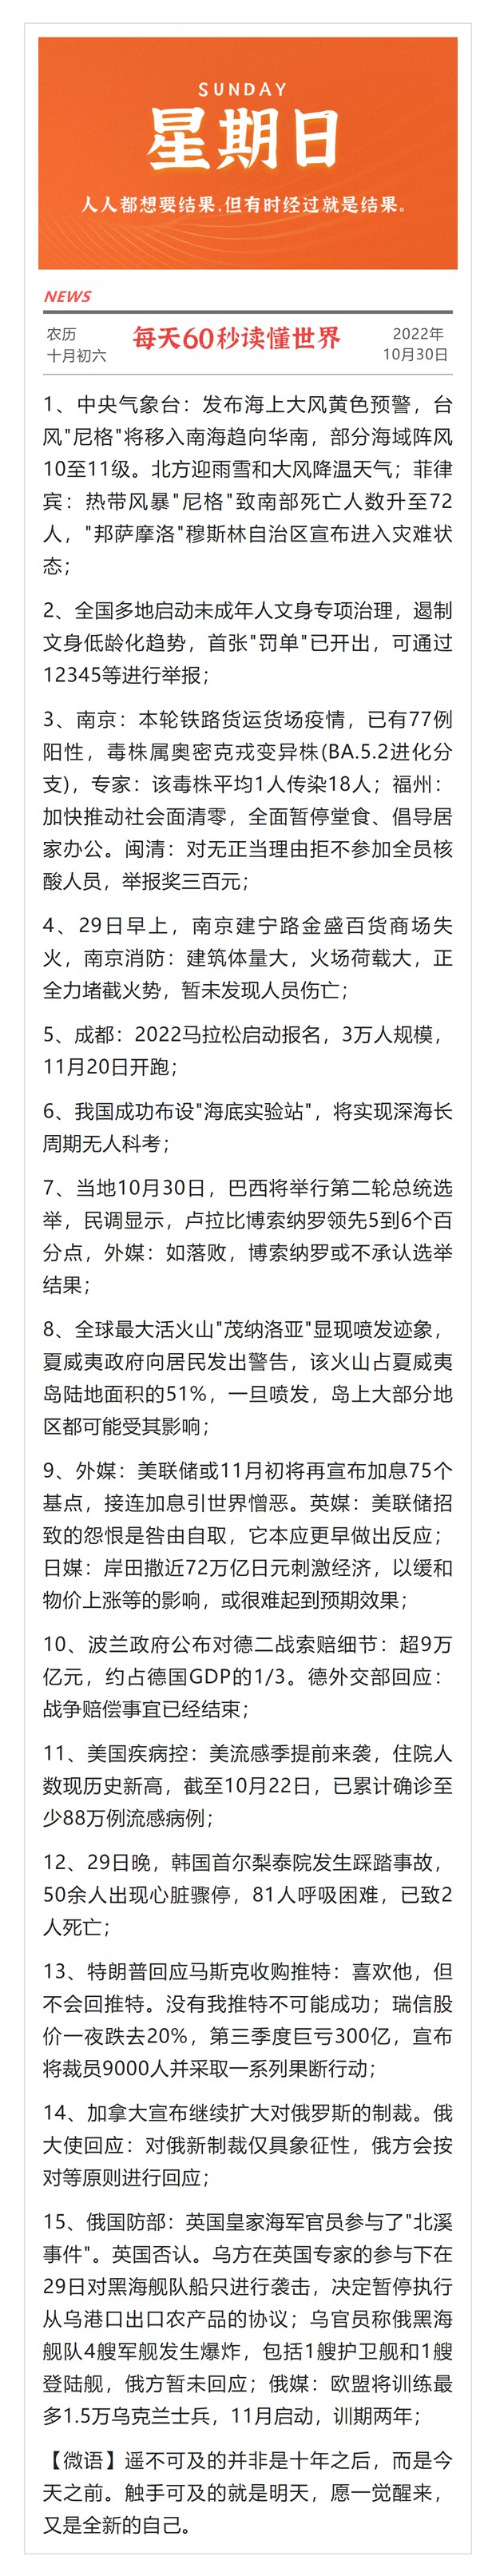 SUNDAY
星期日
人人都想要结果,但有时经过就是结果。
NEWS
农历
十月初六
每天60秒读懂世界
2022年
10月30日
1、中央气象台：发布海上大风黄色预警，台
风"尼格"将移入南海趋向华南，部分海域阵风
10至11级。北方迎雨雪和大风降温天气；菲律
宾：热带风暴"尼格"致南部死亡人数升至72
人，"邦萨摩洛"穆斯林自治区宣布进入灾难状
态；
2、全国多地启动未成年人文身专项治理，遏制
文身低龄化趋势，首张"罚单"已开出，可通过
12345等进行举报；
3、南京：本轮铁路货运货场疫情，已有77例
阳性，毒株属奥密克戎变异株(BA.5.2进化分
支)，专家：该毒株平均1人传染18人；福州：
加快推动社会面清零，全面暂停堂食、倡导居
家办公。闽清：对无正当理由拒不参加全员核
酸人员，举报奖三百元；
4、29日早上，南京建宁路金盛百货商场失
火，南京消防：建筑体量大，火场荷载大，正
全力堵截火势，暂未发现人员伤亡；
5、成都：2022马拉松启动报名，3万人规模，
11月20日开跑；
6、我国成功布设"海底实验站"，将实现深海长
周期无人科考；
7、当地10月30日，巴西将举行第二轮总统选
举，民调显示，卢拉比博索纳罗领先5到6个百
分点，外媒：如落败，博索纳罗或不承认选举
结果；
8、全球最大活火山"茂纳洛亚"显现喷发迹象，
夏威夷政府向居民发出警告，该火山占夏威夷
岛陆地面积的51%，一旦喷发，岛上大部分地
区都可能受其影响；
9、外媒：美联储或11月初将再宣布加息75个
基点，接连加息引世界憎恶。英媒：美联储招
致的怨恨是咎由自取，它本应更早做出反应；
日媒：岸田撒近72万亿日元刺激经济，以缓和
物价上涨等的影响，或很难起到预期效果；
10、波兰政府公布对德二战索赔细节：超9万
亿元，约占德国GDP的1/3。德外交部回应：
战争赔偿事宜已经结束；
11、美国疾病控：美流感季提前来袭，住院人
数现历史新高，截至10月22日，已累计确诊至
少88万例流感病例；
12、29日晚，韩国首尔梨泰院发生踩踏事故，
50余人出现心脏骤停，81人呼吸困难，已致2
人死亡；
13、特朗普回应马斯克收购推特：喜欢他，但
不会回推特。没有我推特不可能成功；瑞信股
价一夜跌去20%，第三季度巨亏300亿，宣布
将裁员9000人并采取一系列果断行动；
14、加拿大宣布继续扩大对俄罗斯的制裁。俄
大使回应：对俄新制裁仅具象征性，俄方会按
对等原则进行回应；
15、俄国防部：英国皇家海军官员参与了"北溪
事件"。英国否认。乌方在英国专家的参与下在
29日对黑海舰队船只进行袭击，决定暂停执行
从乌港口出口农产品的协议；乌官员称俄黑海
舰队4艘军舰发生爆炸，包括1艘护卫舰和1艘
登陆舰，俄方暂未回应；俄媒：欧盟将训练最
多1.5万乌克兰士兵，11月启动，训期两年；
【微语】遥不可及的并非是十年之后，而是今
天之前。触手可及的就是明天，愿一觉醒来，
又是全新的自己。